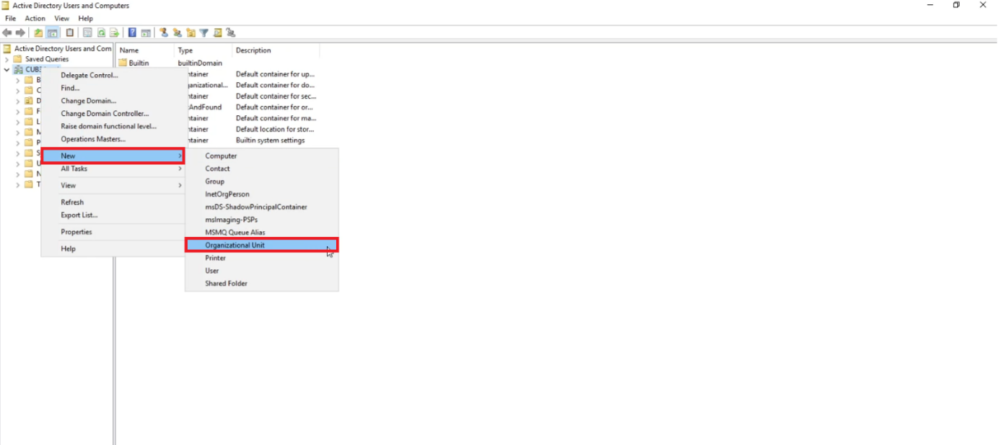 Active Directory Users and Computers
File Action View Help
Active Directory Users and Com
Saved Queries
CUB
Name Type Description
Builtin builtinDomain
ntainer Default container for up...
ganizational... Default container for do...
ntainer Default container for sec...
AndFound Default container for or...
ntainer Default container for ma...
ntainer Default location for stor...
ntainer Builtin system settings
B
C
D
F
L
M
P
S
U
N
T
Delegate Control...
Find...
Change Domain...
Change Domain Controller...
Raise domain functional level...
Operations Masters...
New
All Tasks
View
Refresh
Export List...
Properties
Help
Computer
Contact
Group
InetOrgPerson
msDS-ShadowPrincipalContainer
msImaging-PSPs
MSMQ Queue Alias
Organizational Unit
Printer
User
Shared Folder